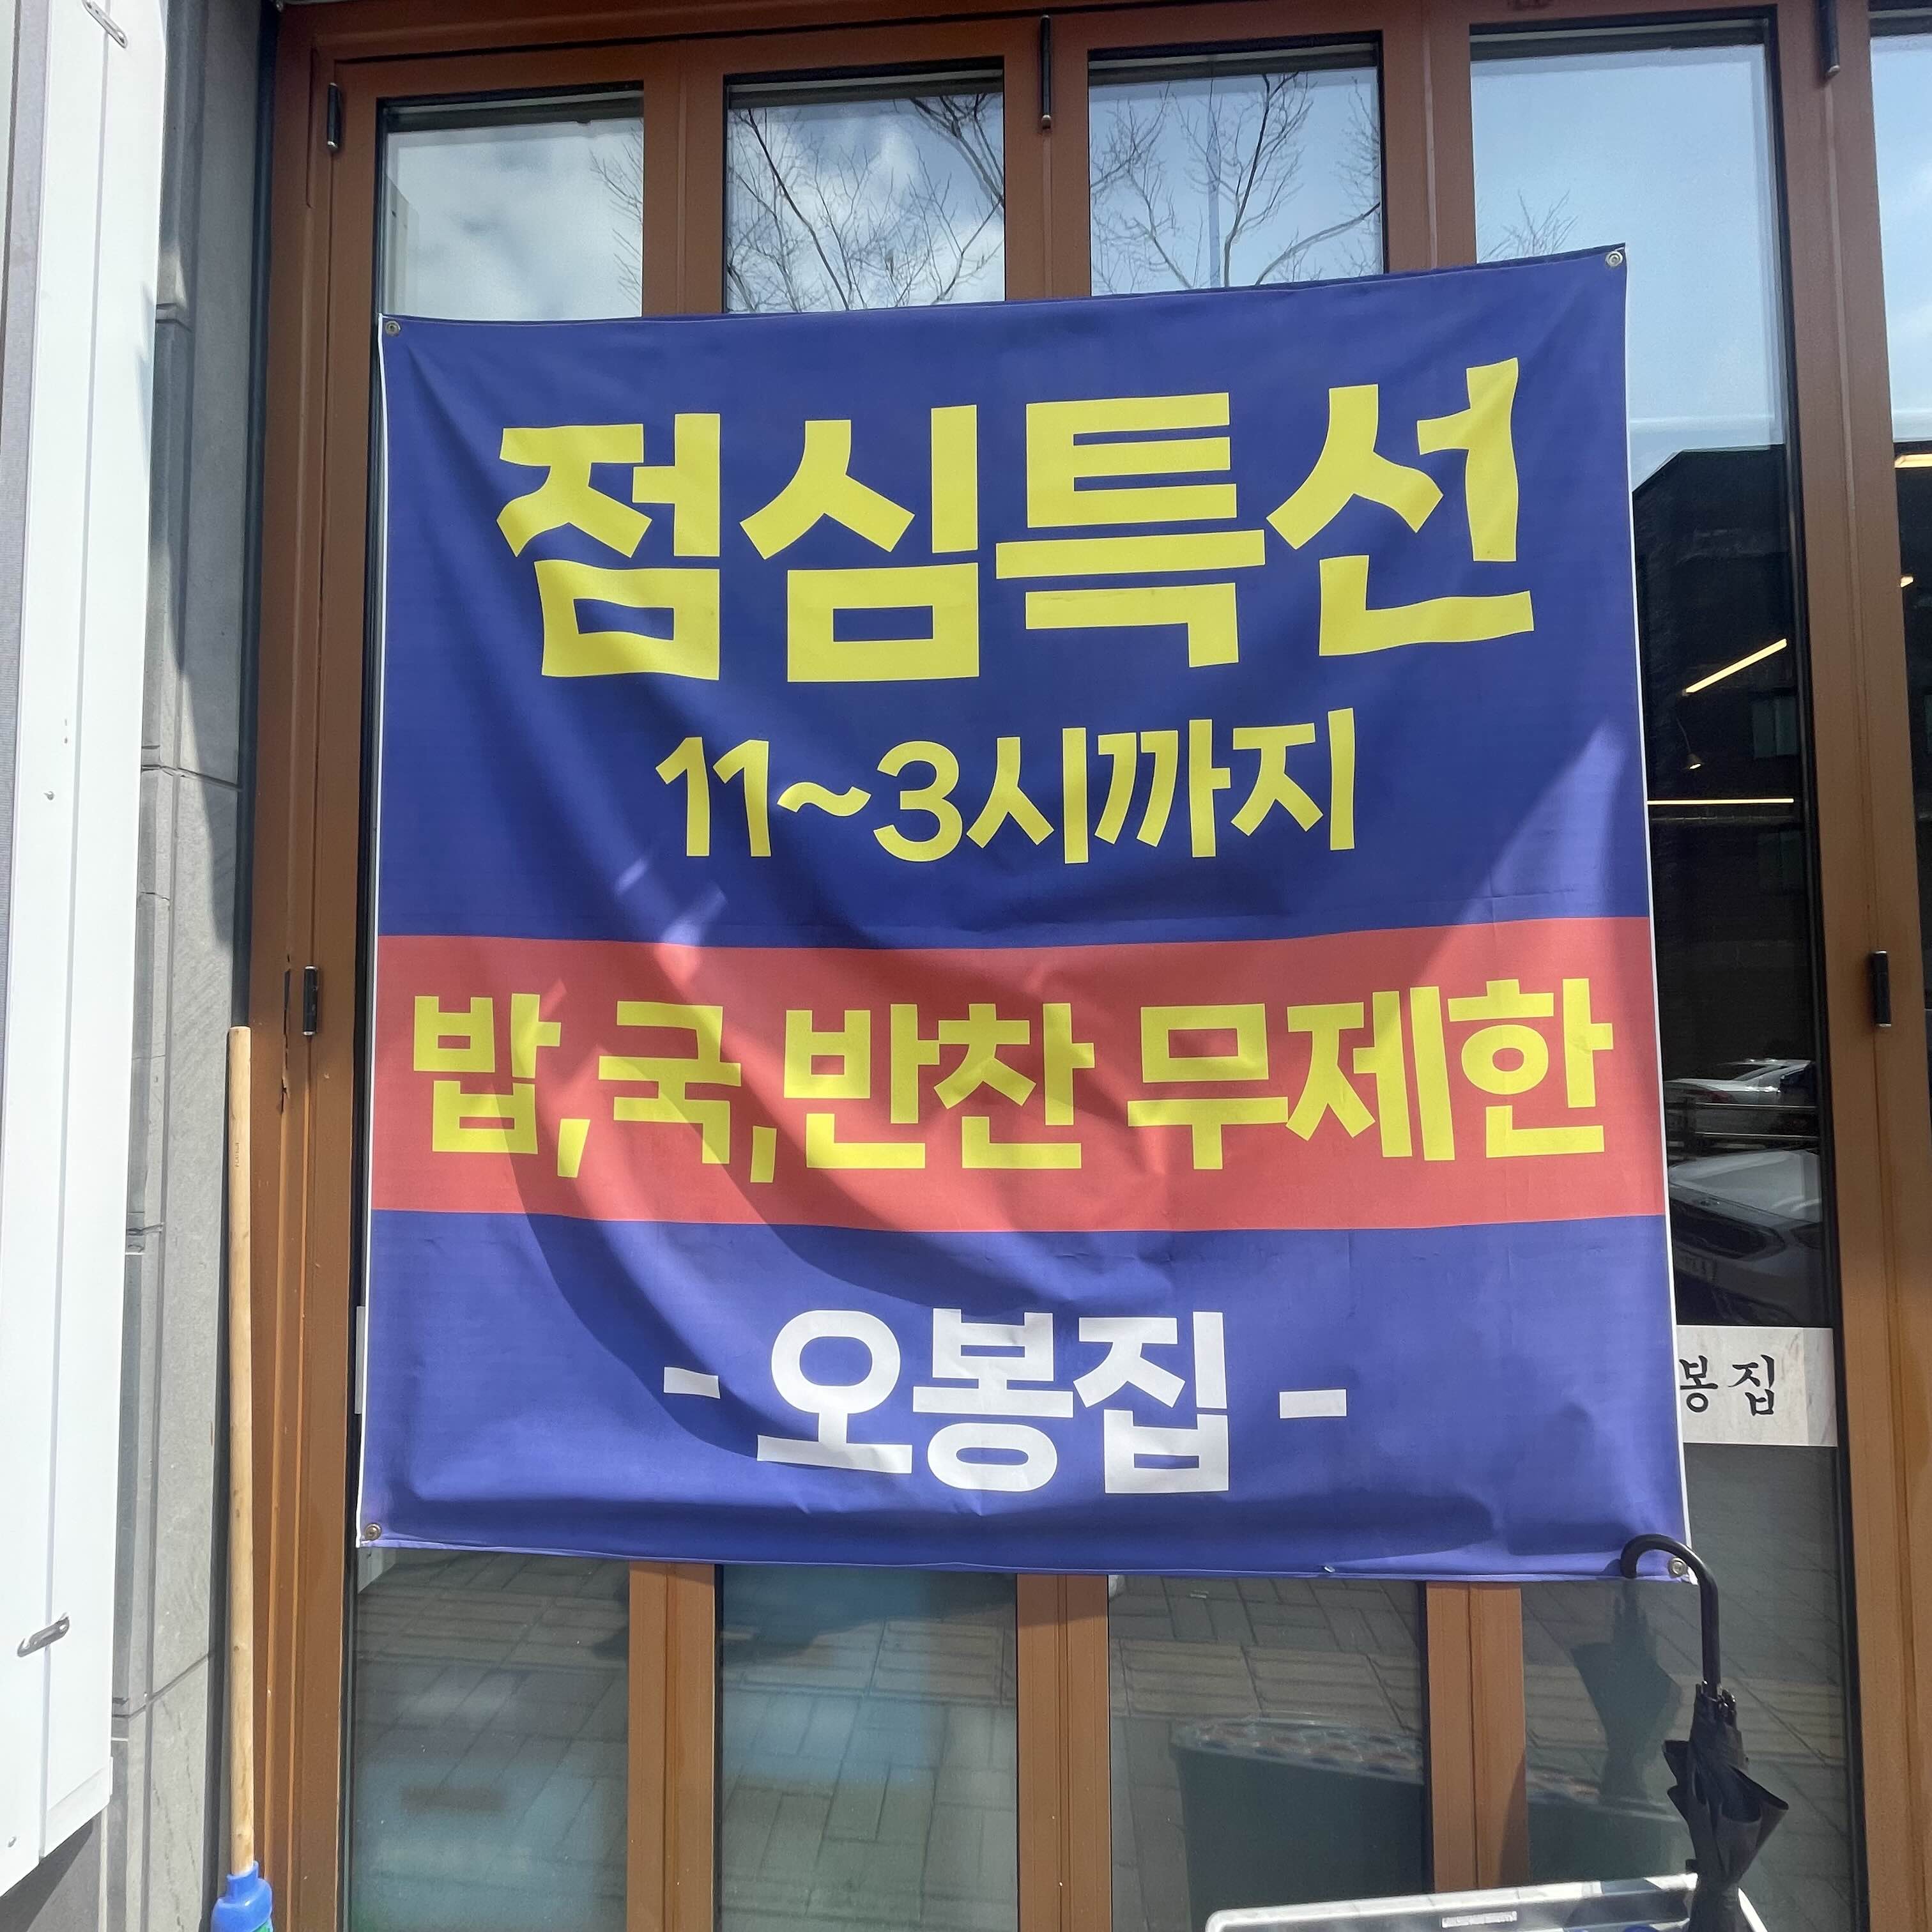 점심특선
11~3시까지
밥,국,반찬 무제한
- 오봉집 -
봉집